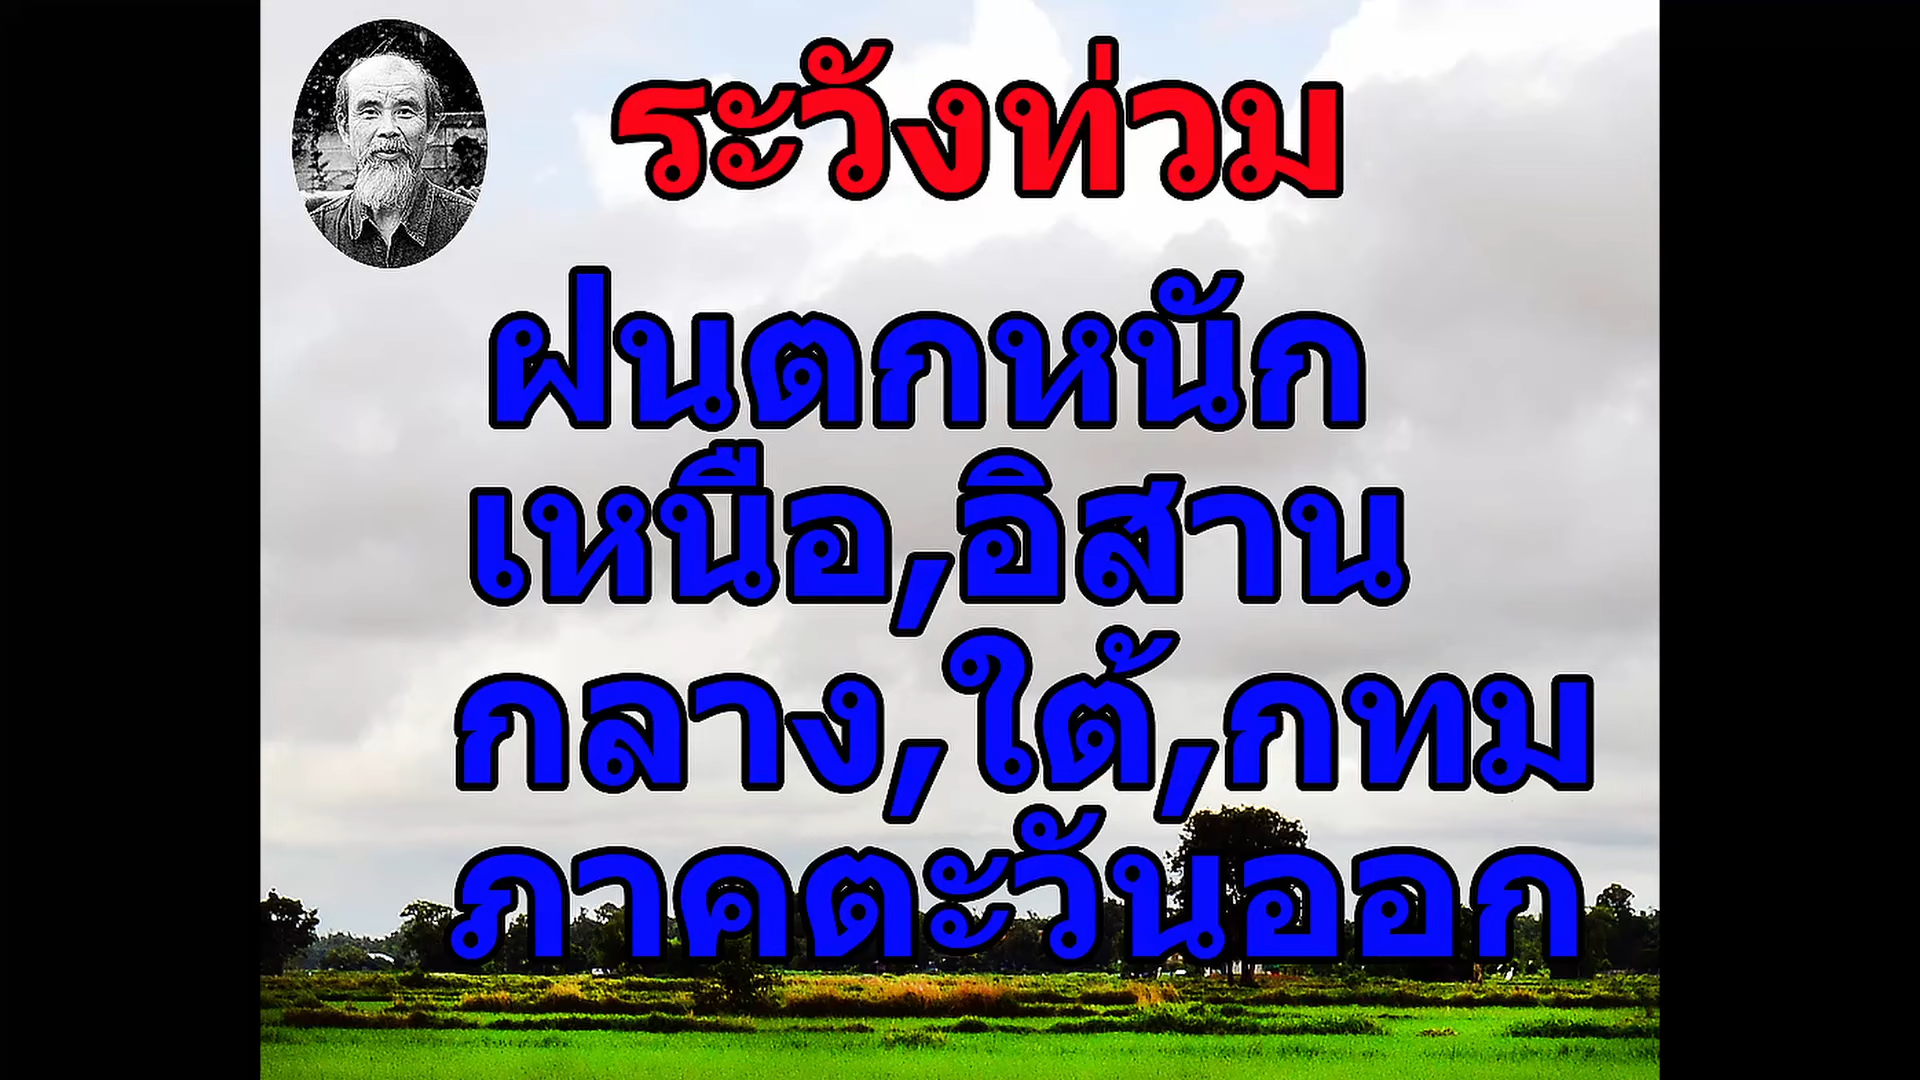 ระวังท่วม
ฝนตกหนัก
เหนือ,อิสาน
กลาง,ใต้,กทม
ภาคตะวันออก